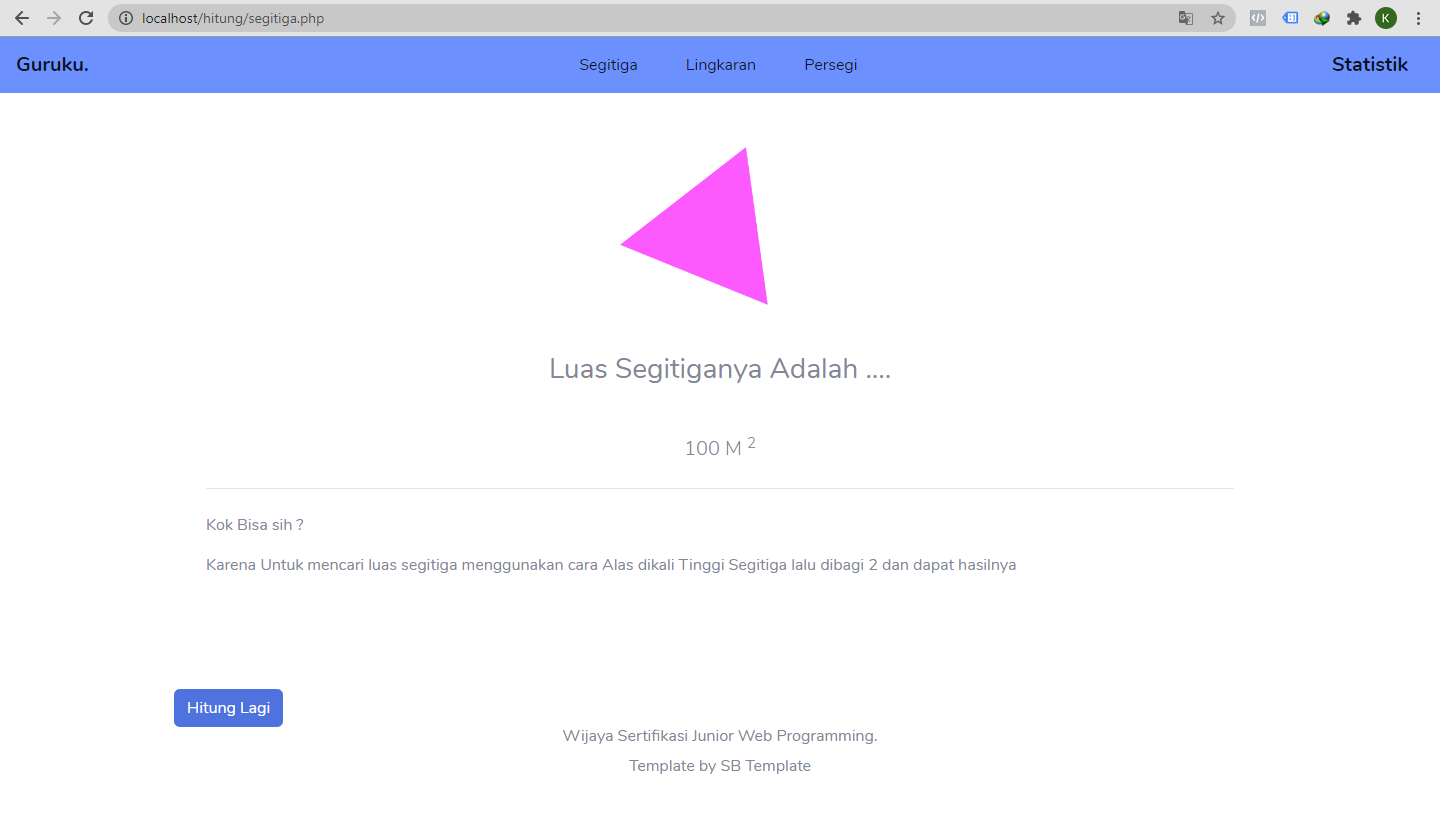 localhost/hitung/segitiga.php
K
Guruku.
Segitiga Lingkaran Persegi
Statistik
Luas Segitiganya Adalah ....
100 M 2
Kok Bisa sih ?
Karena Untuk mencari luas segitiga menggunakan cara Alas dikali Tinggi Segitiga lalu dibagi 2 dan dapat hasilnya
Hitung Lagi
Wijaya Sertifikasi Junior Web Programming.
Template by SB Template